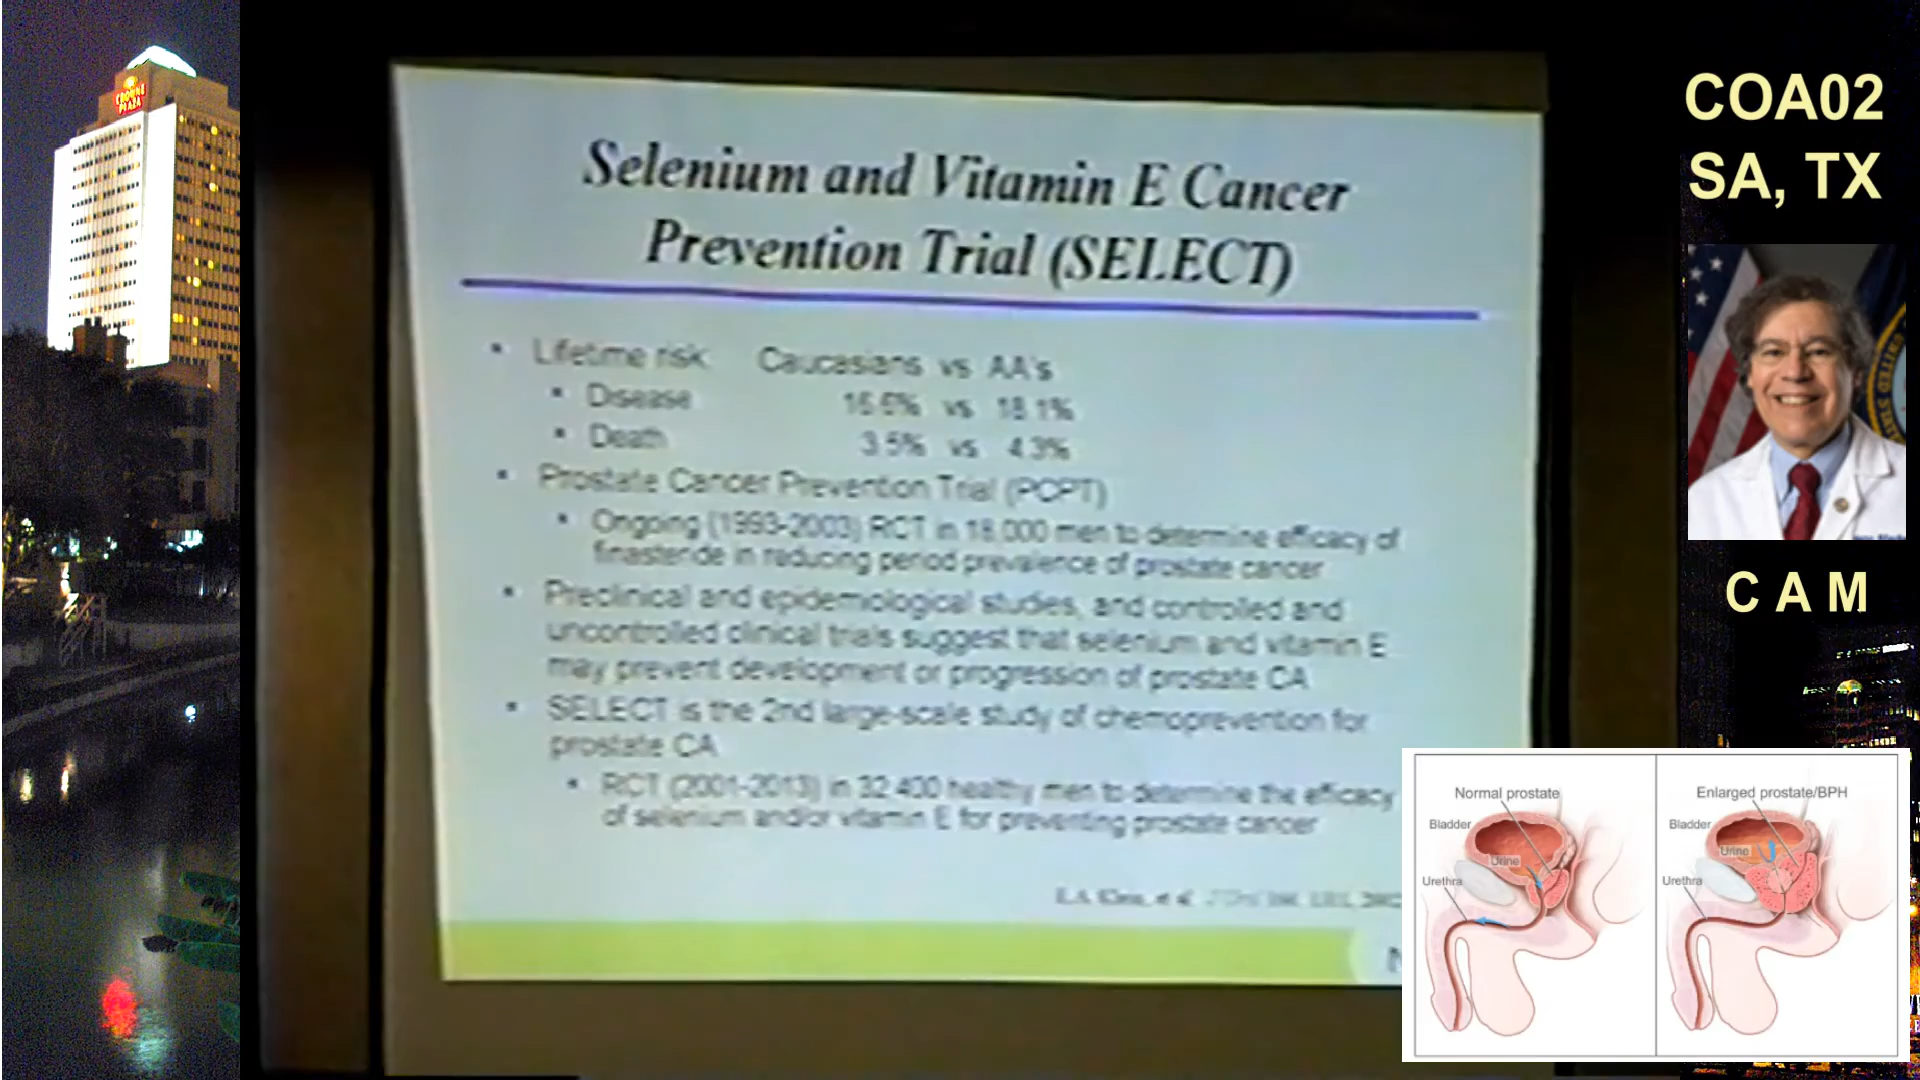 CROWNE
PLAZA
Selenium and Vitamin E Cancer
Prevention Trial (SELECT)
• Lifetime risk Caucasians vs AA's
• Disease 16.6% vs 18.1%
• Death 3.5% vs 4.3%
• Prostate Cancer Prevention Trial (PCPT)
• Ongoing (1993-2003) RCT in 18,000 men to determine efficacy of
finasteride in reducing period prevalence of prostate cancer
• Preclinical and epidemiological studies, and controlled and
uncontrolled clinical trials suggest that selenium and vitamin E
may prevent development or progression of prostate CA
• SELECT is the 2nd large-scale study of chemoprevention for
prostate CA
• RCT (2001-2013) in 32,400 healthy men to determine the efficacy
of selenium and/or vitamin E for preventing prostate cancer
COA02
SA, TX
UNITED
C A M
Normal prostate
Bladder
Urine
Urethra
Enlarged prostate/BPH
Bladder
Urine
Urethra